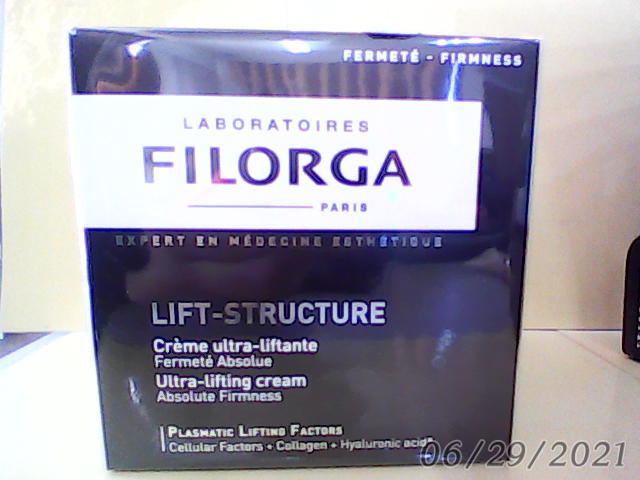 FERMETÉ - FIRMNESS
LABORATOIRES
FILORGA
PARIS
EXPERT EN MÉDECINE ESTHÉTIQUE
LIFT-STRUCTURE
Crème ultra-liftante
Fermeté Absolue
Ultra-lifting cream
Absolute Firmness
PLASMATIC LIFTING FACTORS
Cellular Factors + Collagen + Hyaluronic acid*
06/29/2021